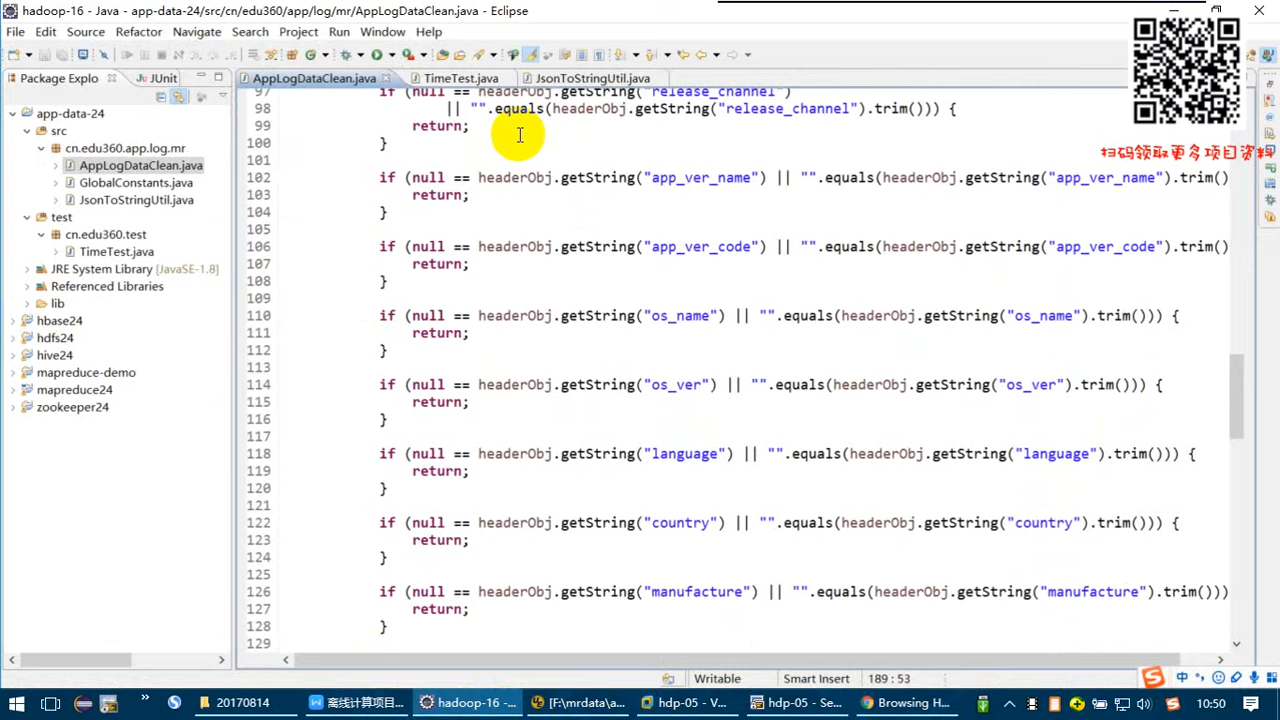 hadoop-16 - Java - app-data-24/src/cn/edu360/app/log/mr/AppLogDataClean.java - Eclipse
File Edit Source Refactor Navigate Search Project Run Window Help
Package Explo JUnit
AppLogDataClean.java TimeTest.java JsonToStringUtil.java
扫码领取更多项目资料
app-data-24
src
cn.edu360.app.log.mr
AppLogDataClean.java
GlobalConstants.java
JsonToStringUtil.java
test
cn.edu360.test
TimeTest.java
JRE System Library [JavaSE-1.8]
Referenced Libraries
lib
hbase24
hdfs24
hive24
mapreduce-demo
mapreduce24
zookeeper24
97 if (null == headerObj.getString("release_channel")
98 || "".equals(headerObj.getString("release_channel").trim())) {
99 return;
100 }
101
102 if (null == headerObj.getString("app_ver_name") || "".equals(headerObj.getString("app_ver_name").trim()
103 return;
104 }
105
106 if (null == headerObj.getString("app_ver_code") || "".equals(headerObj.getString("app_ver_code").trim()
107 return;
108 }
109
110 if (null == headerObj.getString("os_name") || "".equals(headerObj.getString("os_name").trim())) {
111 return;
112 }
113
114 if (null == headerObj.getString("os_ver") || "".equals(headerObj.getString("os_ver").trim())) {
115 return;
116 }
117
118 if (null == headerObj.getString("language") || "".equals(headerObj.getString("language").trim())) {
119 return;
120 }
121
122 if (null == headerObj.getString("country") || "".equals(headerObj.getString("country").trim())) {
123 return;
124 }
125
126 if (null == headerObj.getString("manufacture") || "".equals(headerObj.getString("manufacture").trim()))
127 return;
128 }
129
Writable Smart Insert 189 : 53
中
20170814 离线计算项目... hadoop-16 -... hdp-05 - V... hdp-05 - Se... Browsing H... 10:50